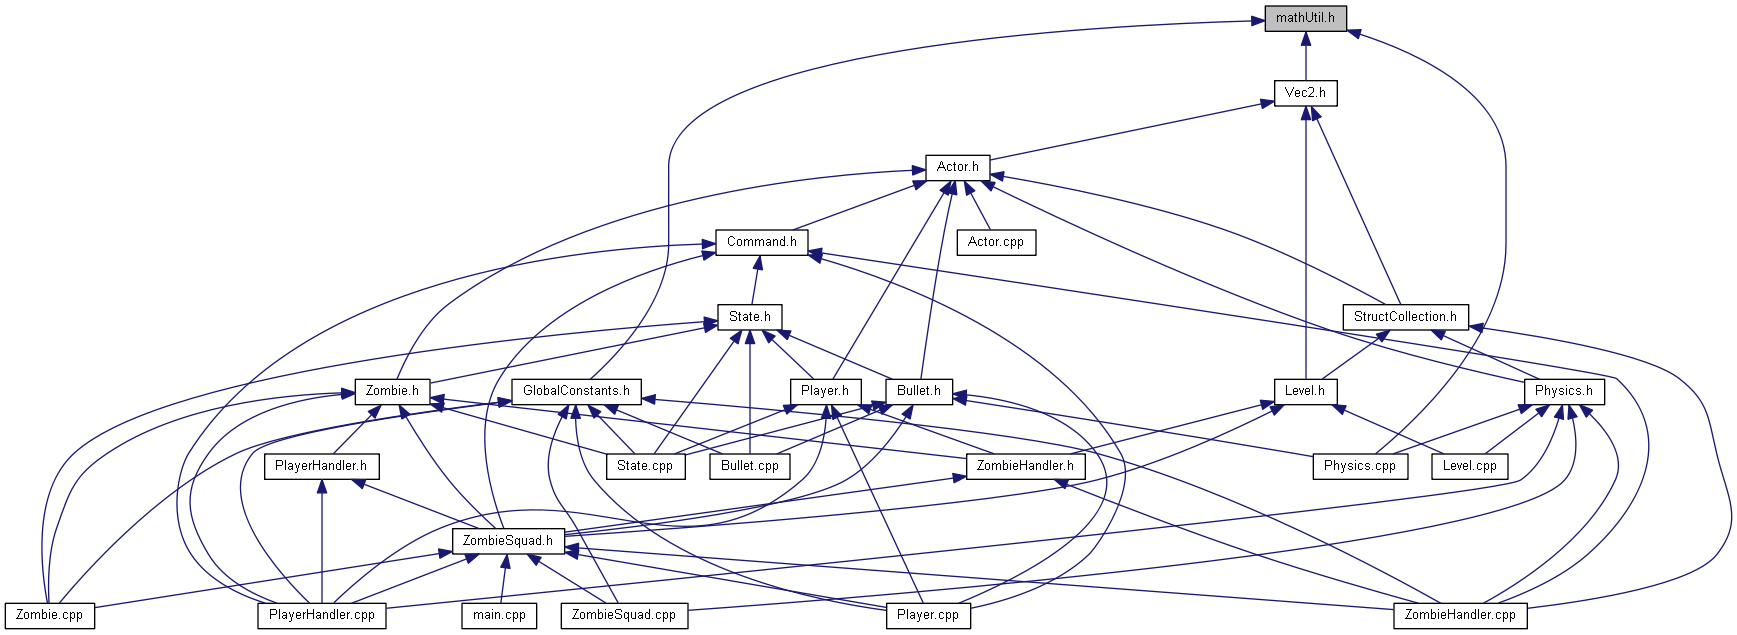 mathUtil.h
Vec2.h
Actor.h
Command.h
Actor.cpp
State.h
StructCollection.h
Zombie.h
GlobalConstants.h
Player.h
Bullet.h
Level.h
Physics.h
PlayerHandler.h
State.cpp
Bullet.cpp
ZombieHandler.h
Physics.cpp
Level.cpp
ZombieSquad.h
Zombie.cpp
PlayerHandler.cpp
main.cpp
ZombieSquad.cpp
Player.cpp
ZombieHandler.cpp